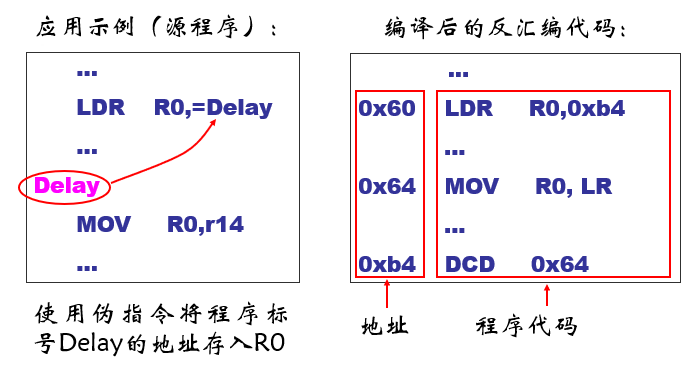 应用示例（源程序）：
...
LDR R0,=Delay
...
Delay
MOV R0,r14
...
使用伪指令将程序标
号Delay的地址存入R0
编译后的反汇编代码：
...
0x60 LDR R0,0xb4
...
0x64 MOV R0, LR
...
0xb4 DCD 0x64
地址 程序代码